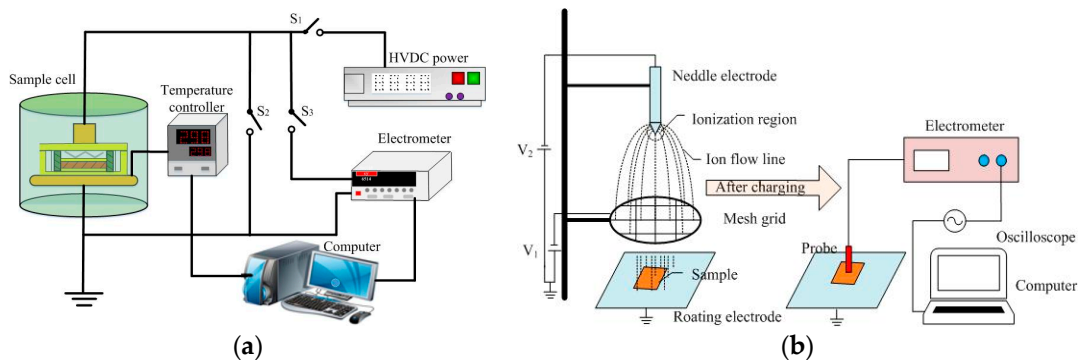 S1
HVDC power
Sample cell
Temperature
controller
S2
S3
Electrometer
Computer
(a)
Neddle electrode
Ionization region
Ion flow line
V2
After charging
Mesh grid
V1
Sample
Roating electrode
Electrometer
Probe
Oscilloscope
Computer
(b)